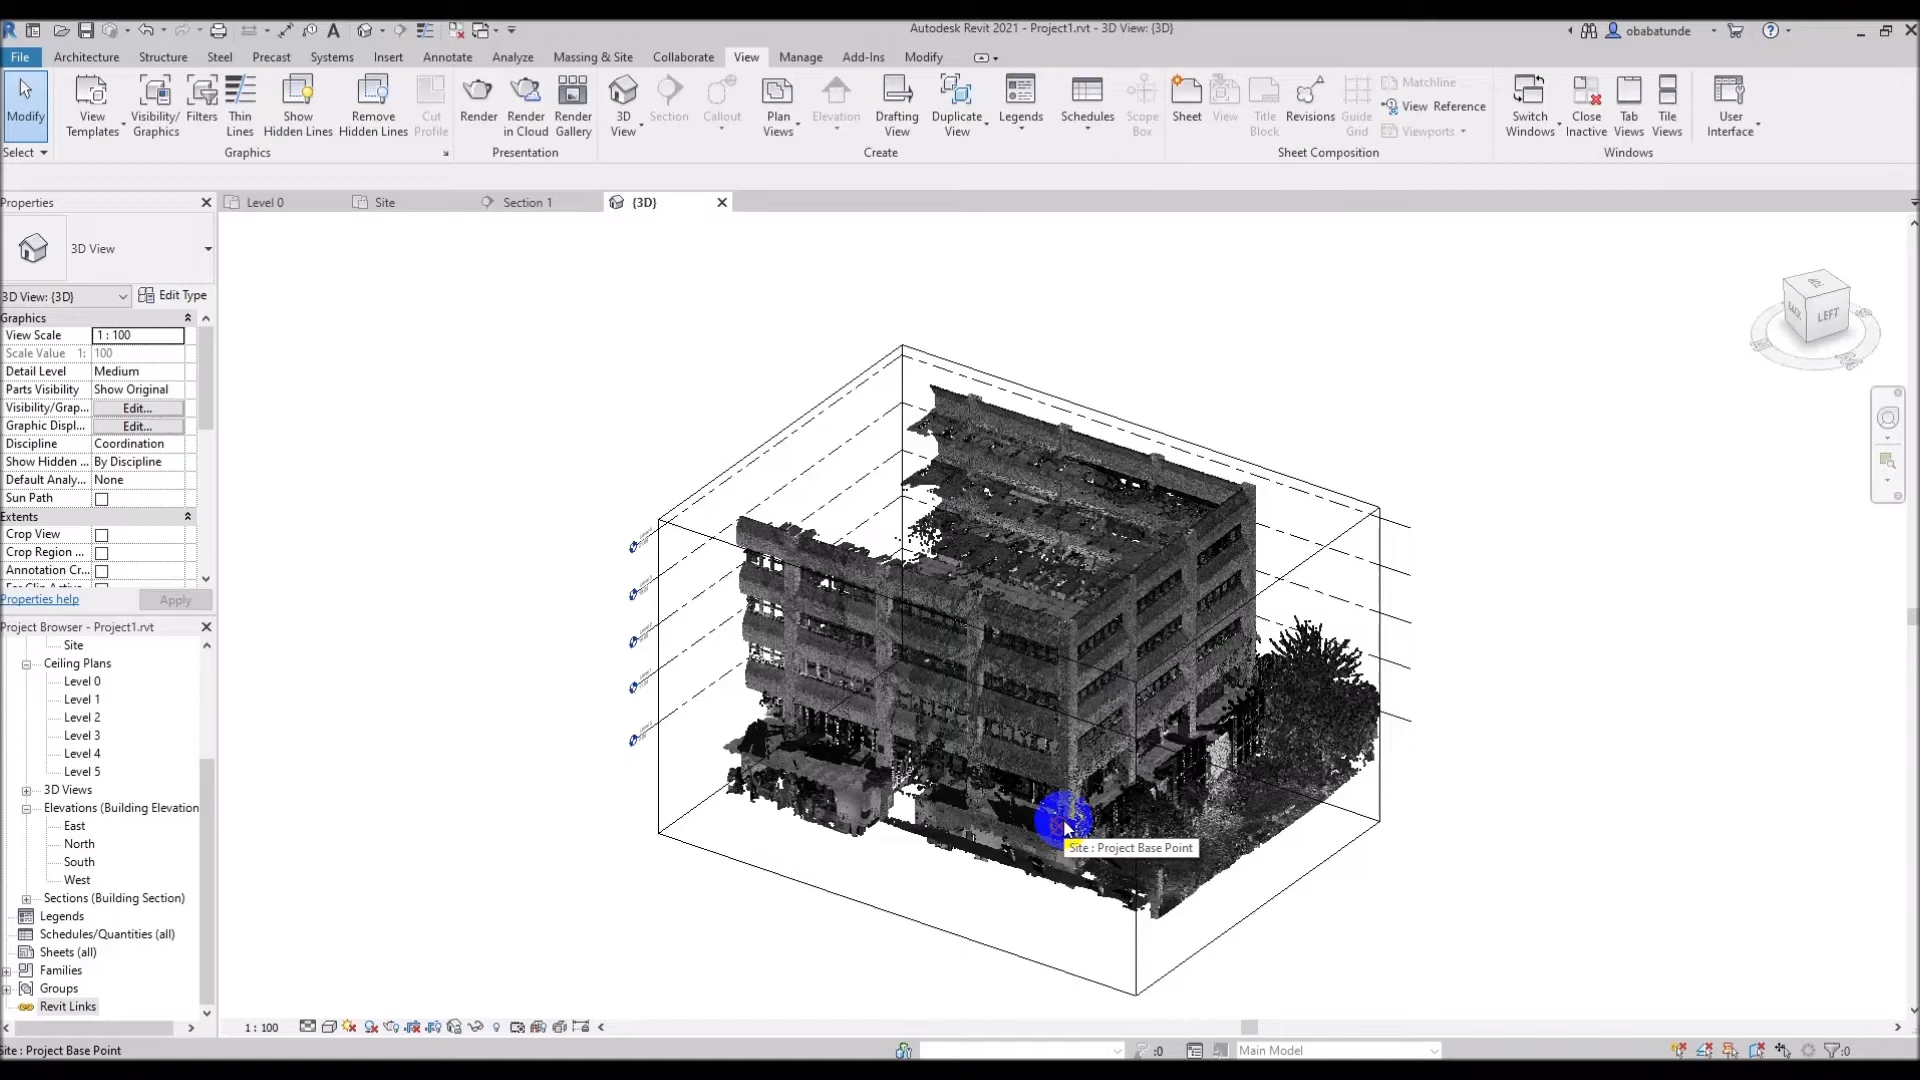 Autodesk Revit 2021 - Project1.rvt - 3D View: {3D}
obabatunde
File
Architecture
Structure
Steel
Precast
Systems
Insert
Annotate
Analyze
Massing & Site
Collaborate
View
Manage
Add-Ins
Modify
Modify
View
Templates
Visibility/
Graphics
Filters
Thin
Lines
Show
Hidden Lines
Remove
Hidden Lines
Cut
Profile
Render
Render
in Cloud
Render
Gallery
3D
View
Section
Callout
Plan
Views
Elevation
Drafting
View
Duplicate
View
Legends
Schedules
Scope
Box
Sheet
View
Title
Block
Revisions
Guide
Grid
Matchline
View Reference
Viewports
Switch
Windows
Close
Inactive
Tab
Views
Tile
Views
User
Interface
Select
Graphics
Presentation
Create
Sheet Composition
Windows
Properties
Level 0
Site
Section 1
{3D}
3D View
3D View: {3D}
Edit Type
Graphics
View Scale
1 : 100
Scale Value 1:
100
Detail Level
Medium
Parts Visibility
Show Original
Visibility/Grap...
Edit...
Graphic Displ...
Edit...
Discipline
Coordination
Show Hidden ...
By Discipline
Default Analy...
None
Sun Path
Extents
Crop View
Crop Region ...
Annotation Cr...
Far Clip Active
Properties help
Apply
Project Browser - Project1.rvt
Site
Ceiling Plans
Level 0
Level 1
Level 2
Level 3
Level 4
Level 5
3D Views
Elevations (Building Elevation
East
North
South
West
Sections (Building Section)
Legends
Schedules/Quantities (all)
Sheets (all)
Families
Groups
Revit Links
TOP
BACK
LEFT
Site : Project Base Point
1 : 100
Site : Project Base Point
:0
Main Model
:0